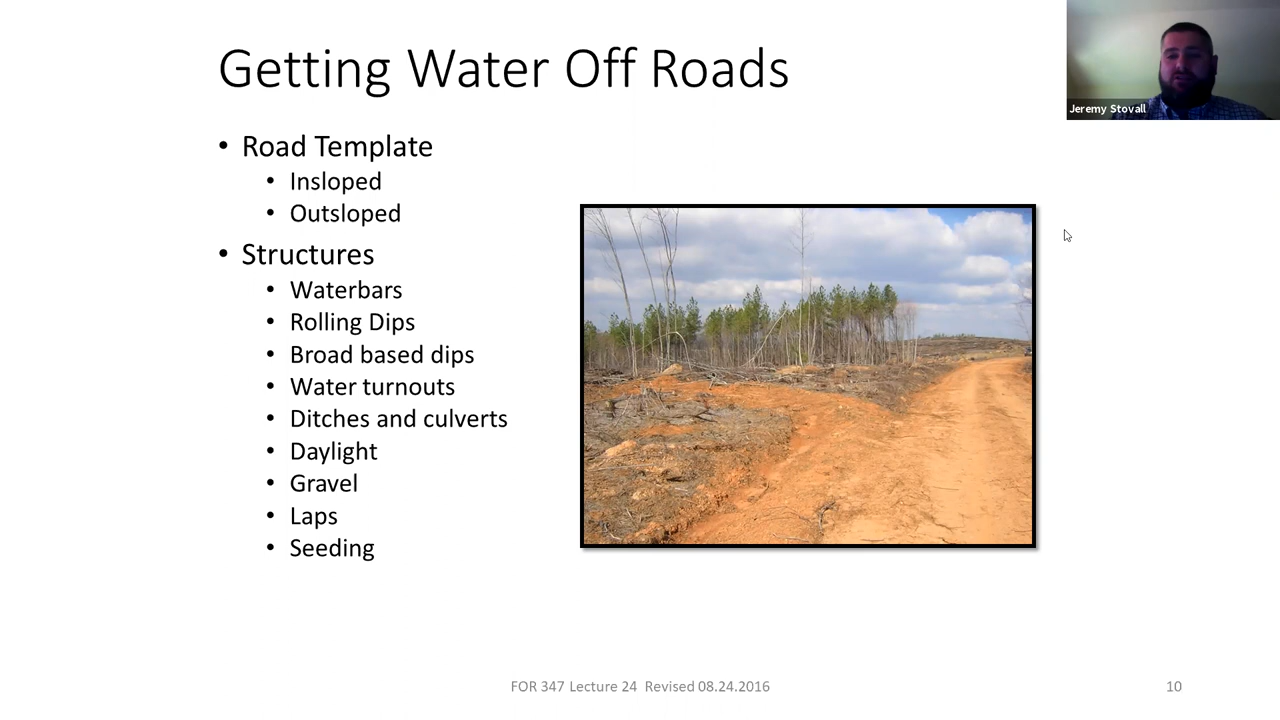 Getting Water Off Roads
Jeremy Stovall
• Road Template
• Insloped
• Outsloped
• Structures
• Waterbars
• Rolling Dips
• Broad based dips
• Water turnouts
• Ditches and culverts
• Daylight
• Gravel
• Laps
• Seeding
FOR 347 Lecture 24 Revised 08.24.2016
10